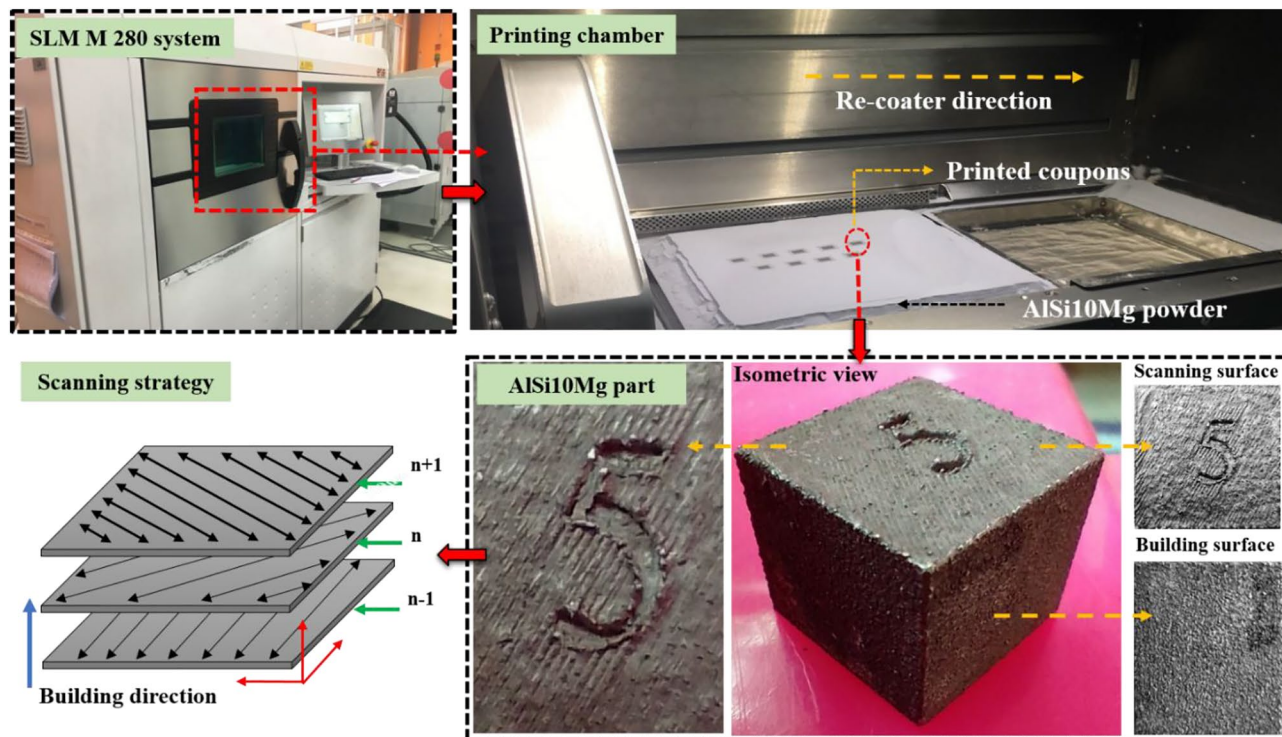 SLM M 280 system
Printing chamber
Re-coater direction
Printed coupons
AlSi10Mg powder
Scanning strategy
n+1
n
n-1
Building direction
AlSi10Mg part
5
Isometric view
5
Scanning surface
5
Building surface